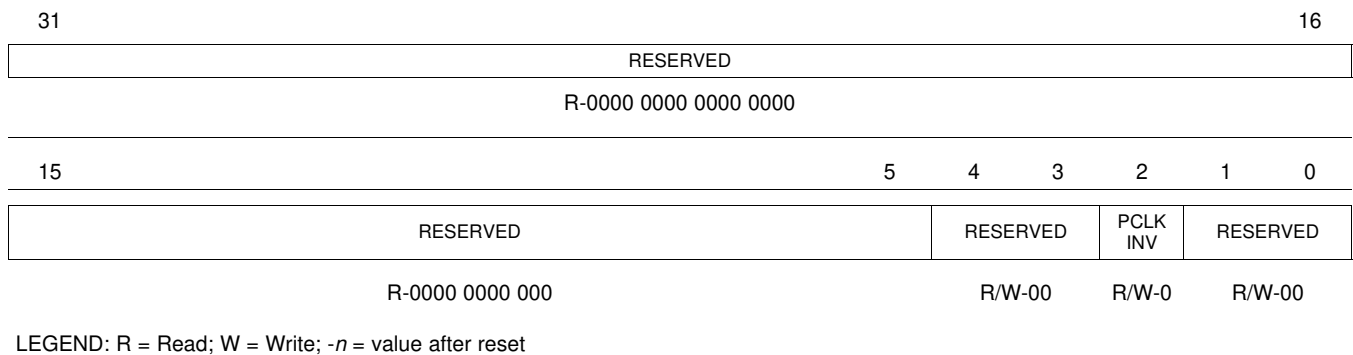 31 16
RESERVED
R-0000 0000 0000 0000
15 5 4 3 2 1 0
RESERVED RESERVED PCLK INV RESERVED
R-0000 0000 000 R/W-00 R/W-0 R/W-00
LEGEND: R = Read; W = Write; -n = value after reset